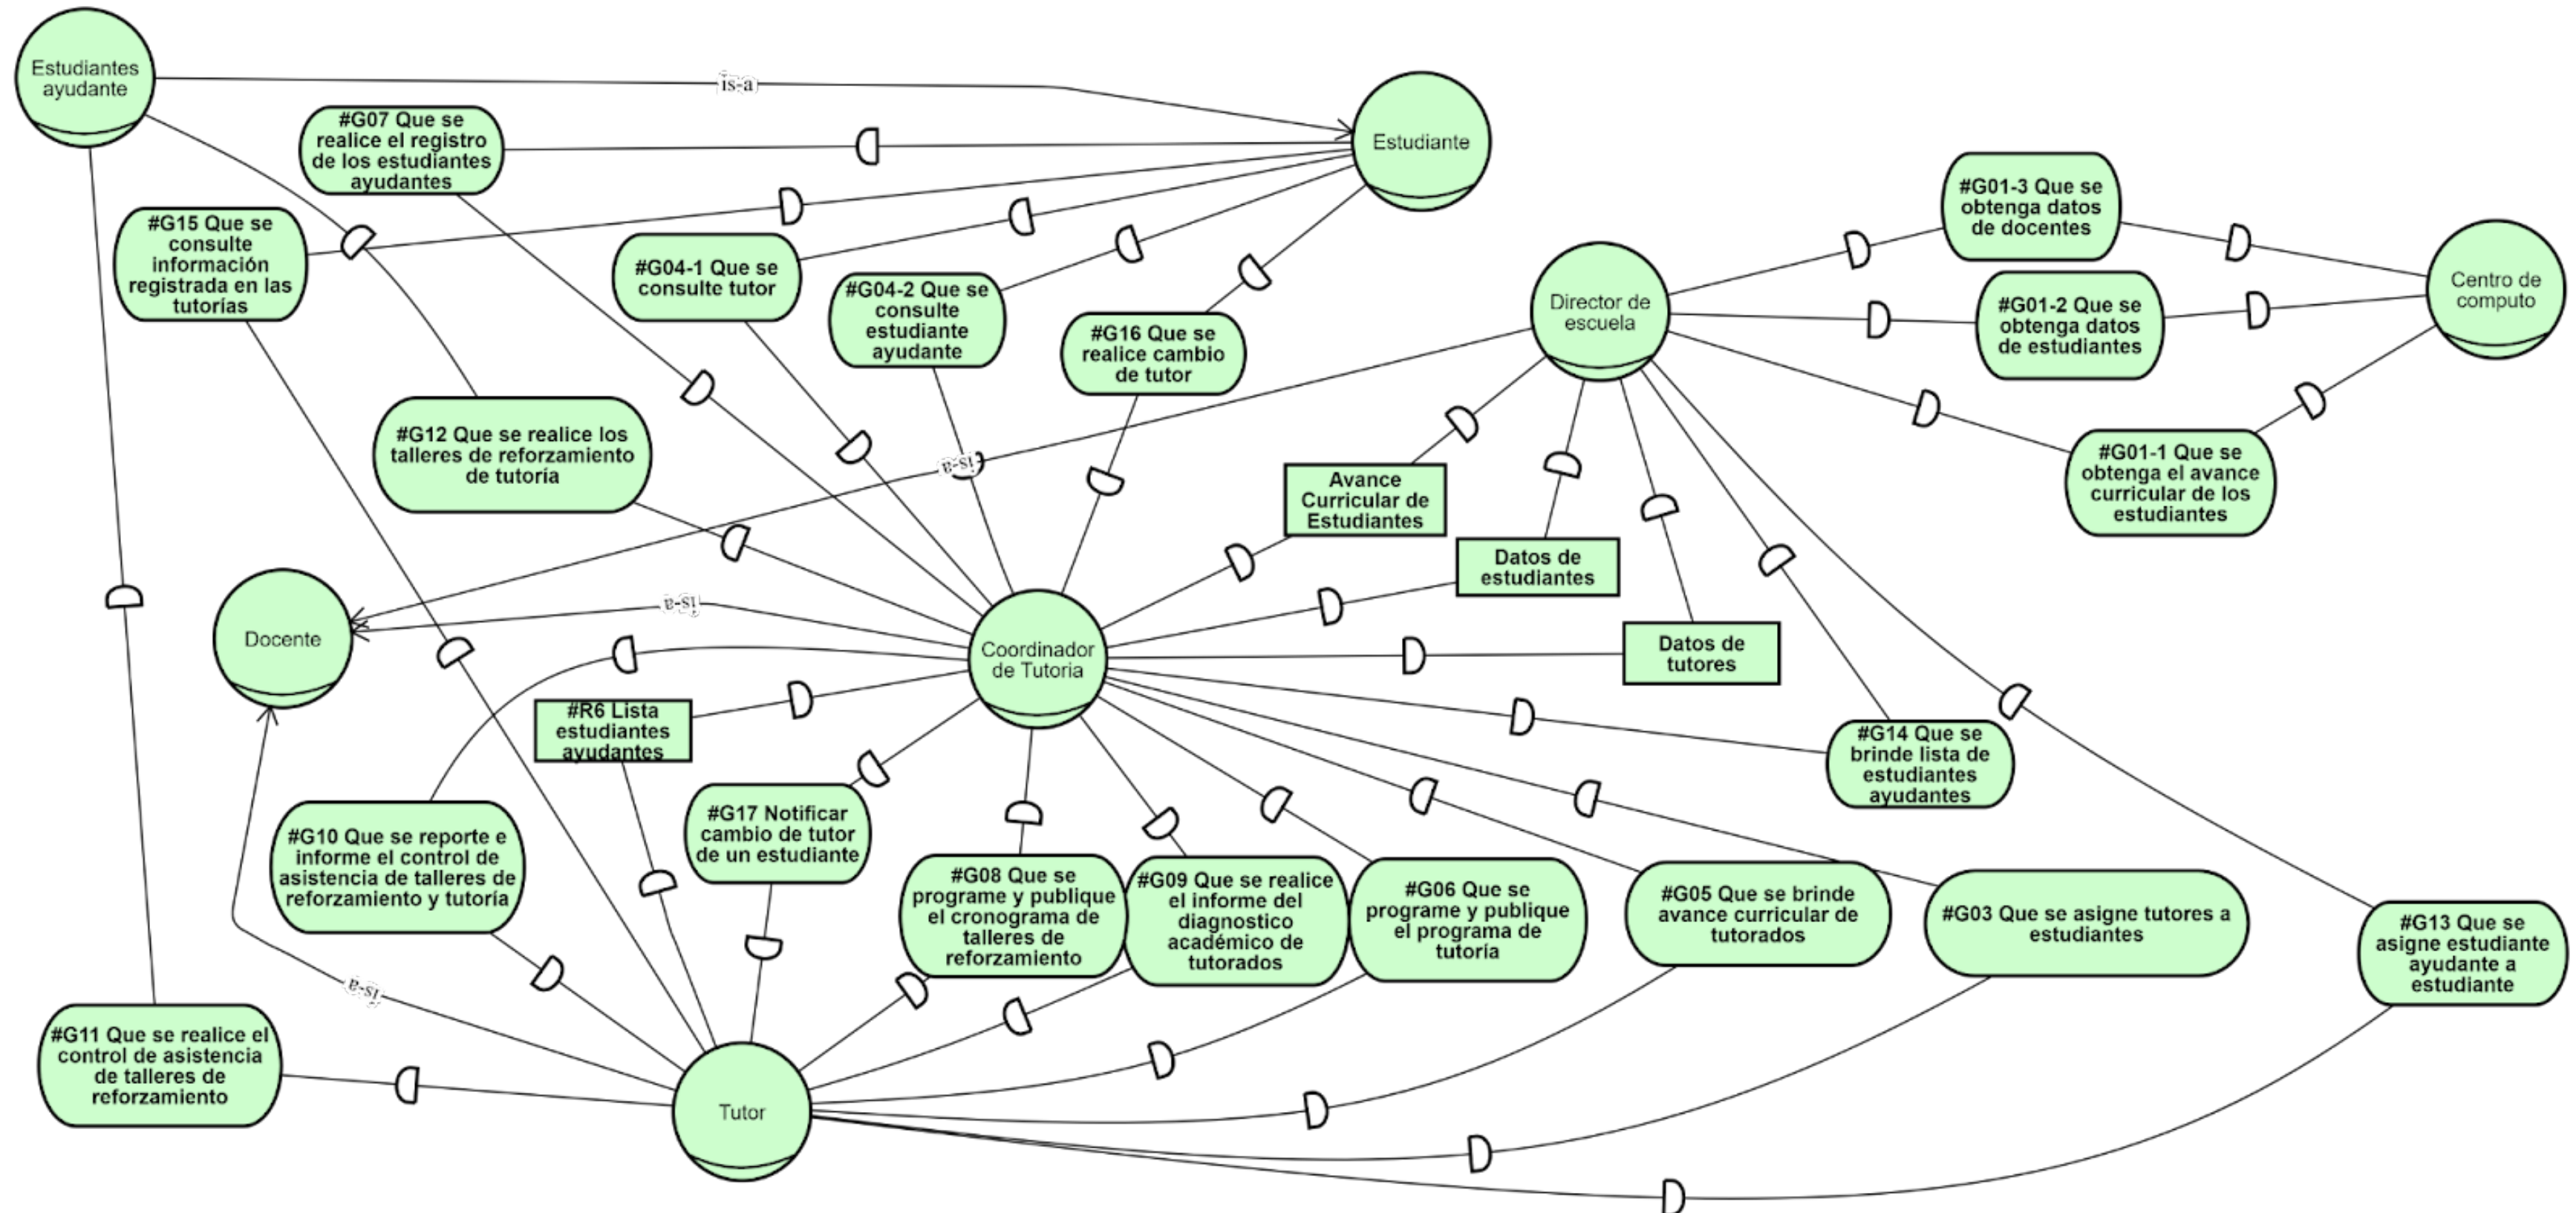 Estudiantes
ayudante
is-a
Estudiante
#G07 Que se
realice el registro
de los estudiantes
ayudantes
#G15 Que se
consulte
información
registrada en las
tutorías
#G04-1 Que se
consulte tutor
#G04-2 Que se
consulte
estudiante
ayudante
#G16 Que se
realice cambio
de tutor
Director de
escuela
#G01-3 Que se
obtenga datos
de docentes
#G01-2 Que se
obtenga datos
de estudiantes
Centro de
computo
#G01-1 Que se
obtenga el avance
curricular de los
estudiantes
#G12 Que se realice los
talleres de reforzamiento
de tutoría
is-a
Avance
Curricular de
Estudiantes
Datos de
estudiantes
Datos de
tutores
Docente
is-a
Coordinador
de Tutoria
#R6 Lista
estudiantes
ayudantes
#G14 Que se
brinde lista de
estudiantes
ayudantes
#G10 Que se reporte e
informe el control de
asistencia de talleres de
reforzamiento y tutoría
#G17 Notificar
cambio de tutor
de un estudiante
#G08 Que se
programe y publique
el cronograma de
talleres de
reforzamiento
#G09 Que se realice
el informe del
diagnostico
académico de
tutorados
#G06 Que se
programe y publique
el programa de
tutoría
#G05 Que se brinde
avance curricular de
tutorados
#G03 Que se asigne tutores a
estudiantes
#G13 Que se
asigne estudiante
ayudante a
estudiante
is-a
#G11 Que se realice el
control de asistencia
de talleres de
reforzamiento
Tutor